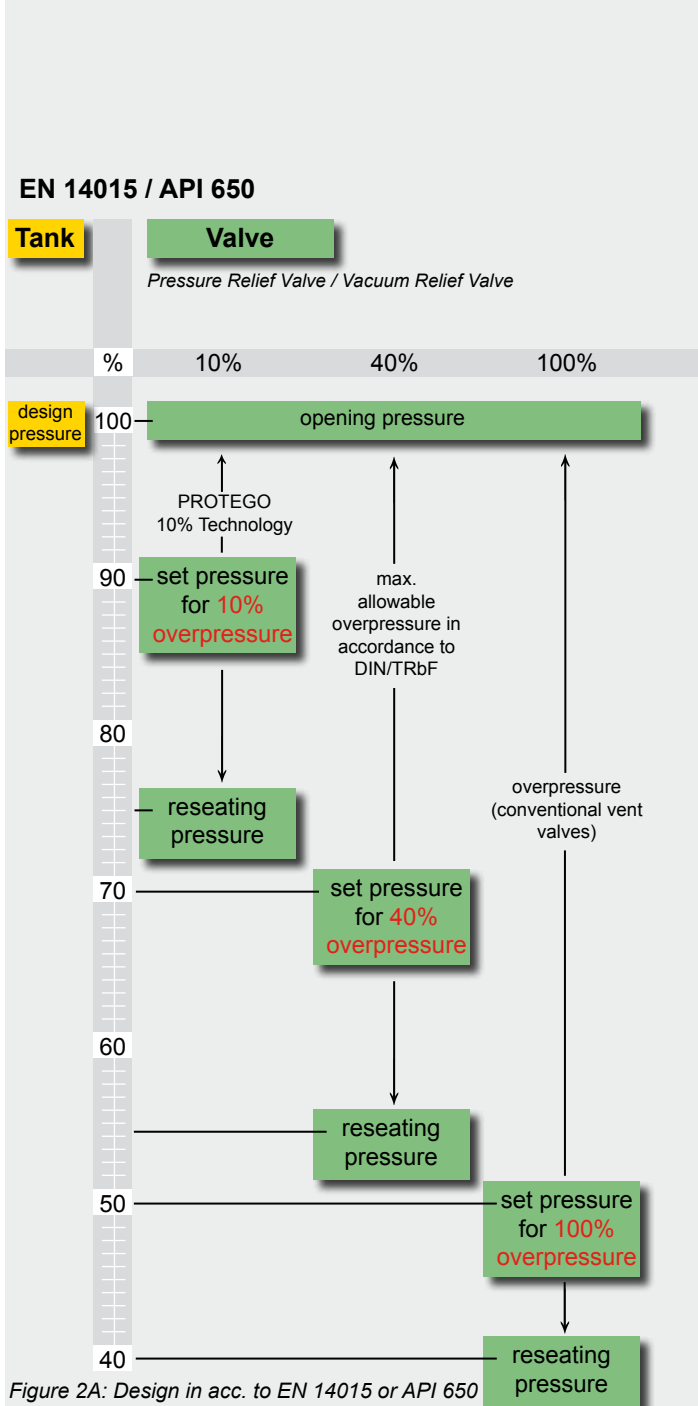 EN 14015 / API 650
Tank
Valve
Pressure Relief Valve / Vacuum Relief Valve
%
10%
40%
100%
design
pressure
100
opening pressure
PROTEGO
10% Technology
90
set pressure
for 10%
overpressure
max.
allowable
overpressure in
accordance to
DIN/TRbF
80
reseating
pressure
overpressure
(conventional vent
valves)
70
set pressure
for 40%
overpressure
60
reseating
pressure
50
set pressure
for 100%
overpressure
40
reseating
pressure
Figure 2A: Design in acc. to EN 14015 or API 650